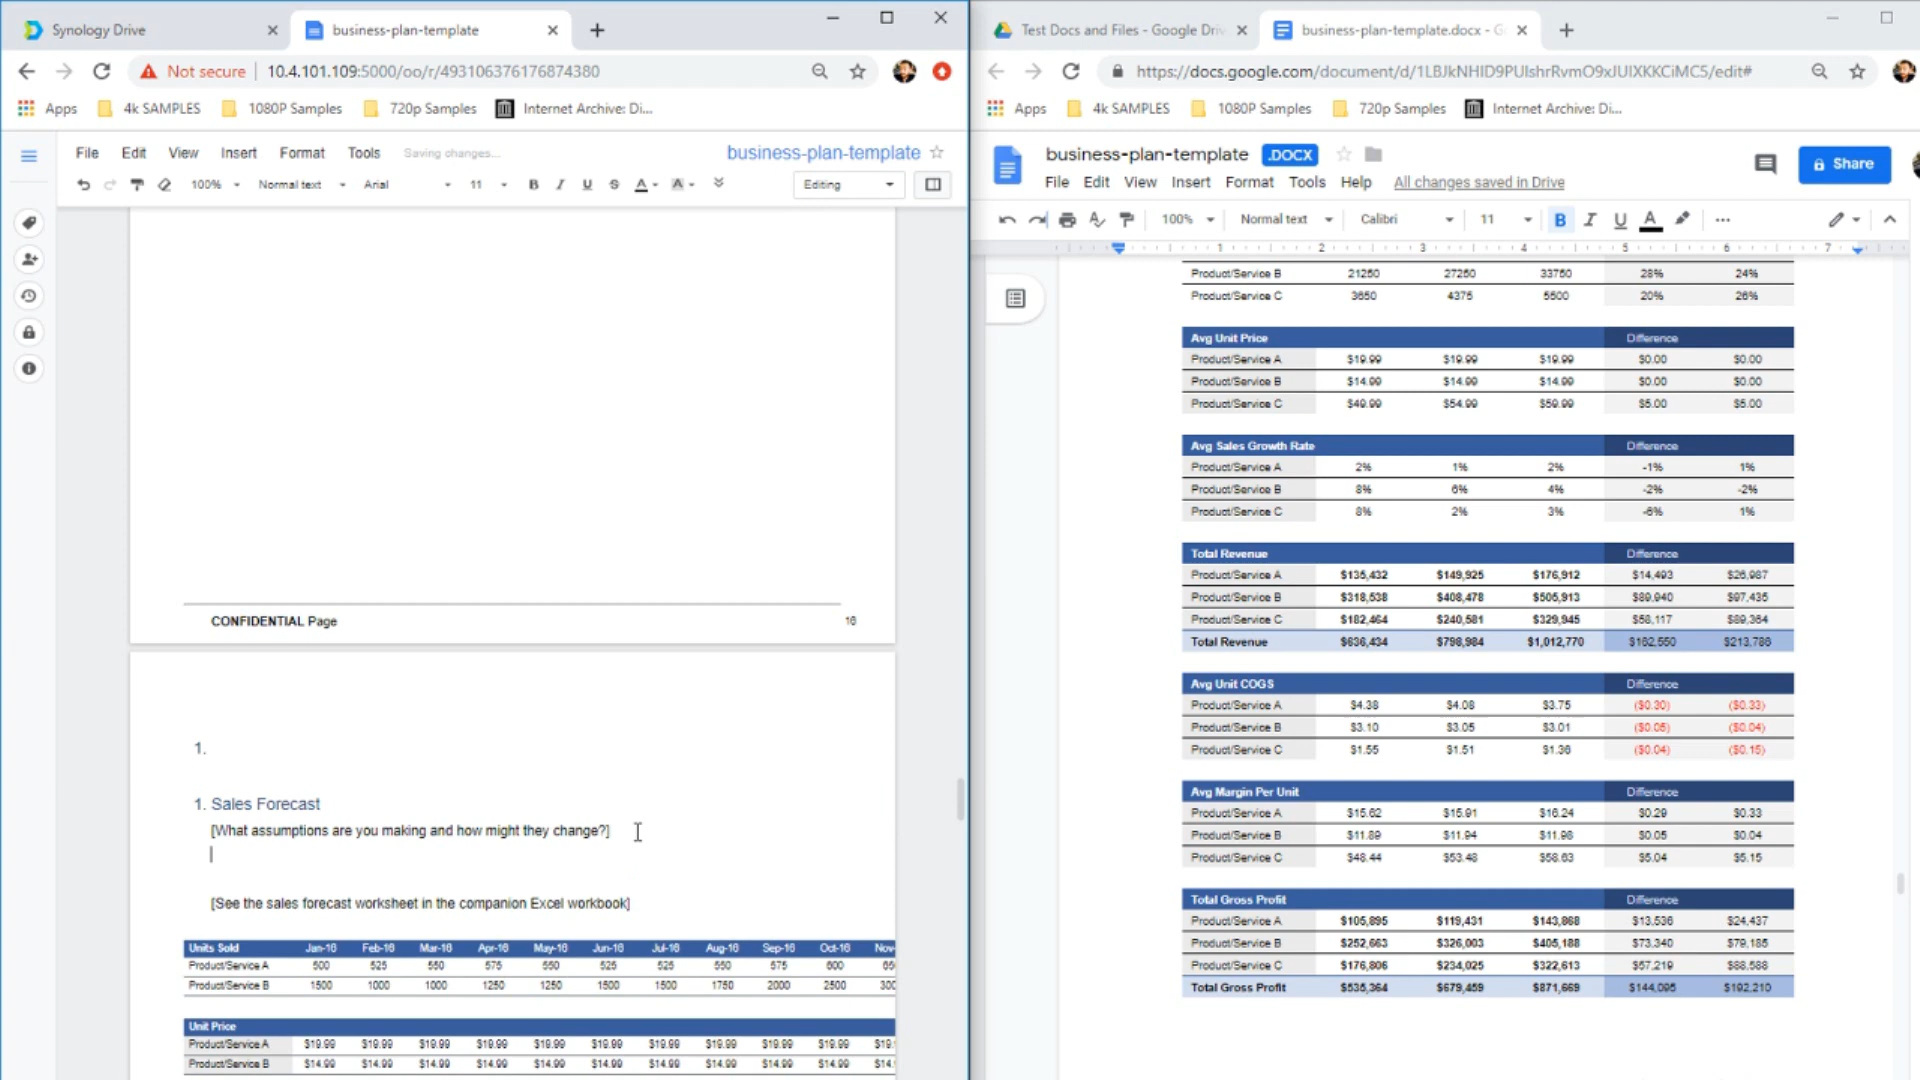 Synology Drive
business-plan-template
Not secure
10.4.101.109:5000/oo/r/493106376176874380
Apps
4k SAMPLES
1080P Samples
720p Samples
Internet Archive: Di...
File Edit View Insert Format Tools Saving changes...
business-plan-template
100% Normal text Arial 11 B I U S A A
Editing
CONFIDENTIAL Page 16
1.
1. Sales Forecast
[What assumptions are you making and how might they change?]
[See the sales forecast worksheet in the companion Excel workbook]
Units Sold Jan-16 Feb-16 Mar-16 Apr-16 May-16 Jun-16 Jul-16 Aug-16 Sep-16 Oct-16 Nov-
Product/Service A 500 525 550 575 550 525 525 550 575 600
Product/Service B 1500 1000 1000 1250 1250 1500 1500 1750 2000 2500 300
Unit Price
Product/Service A $19.99 $19.99 $19.99 $19.99 $19.99 $19.99 $19.99 $19.99 $19.99 $19.99 $19.
Product/Service B $14.99 $14.99 $14.99 $14.99 $14.99 $14.99 $14.99 $14.99 $14.99 $14.99 $14.
Test Docs and Files - Google Driv
business-plan-template.docx - G
https://docs.google.com/document/d/
/edit#
Apps
4k SAMPLES
1080P Samples
720p Samples
Internet Archive: Di...
business-plan-template .DOCX
Share
File Edit View Insert Format Tools Help All changes saved in Drive
100% Normal text Calibri 11 B I U A
1 2 3 4 5 6 7
Product/Service B 21250 27250 33750 28% 24%
Product/Service C 3650 4375 5500 20% 26%
Avg Unit Price Difference
Product/Service A $19.99 $19.99 $19.99 $0.00 $0.00
Product/Service B $14.99 $14.99 $14.99 $0.00 $0.00
Product/Service C $49.99 $54.99 $59.99 $5.00 $5.00
Avg Sales Growth Rate Difference
Product/Service A 2% 1% 2% -1% 1%
Product/Service B 8% 6% 4% -2% -2%
Product/Service C 8% 2% 3% -6% 1%
Total Revenue Difference
Product/Service A $135,432 $149,925 $176,912 $14,493 $26,987
Product/Service B $318,538 $408,478 $505,913 $89,940 $97,435
Product/Service C $182,464 $240,581 $329,945 $58,117 $89,364
Total Revenue $636,434 $798,984 $1,012,770 $162,550 $213,786
Avg Unit COGS Difference
Product/Service A $4.38 $4.08 $3.75 ($0.30) ($0.33)
Product/Service B $3.10 $3.05 $3.01 ($0.05) ($0.04)
Product/Service C $1.55 $1.51 $1.36 ($0.04) ($0.15)
Avg Margin Per Unit Difference
Product/Service A $15.62 $15.91 $16.24 $0.29 $0.33
Product/Service B $11.89 $11.94 $11.98 $0.05 $0.04
Product/Service C $48.44 $53.48 $58.63 $5.04 $5.15
Total Gross Profit Difference
Product/Service A $105,895 $119,431 $143,868 $13,536 $24,437
Product/Service B $252,663 $326,003 $405,188 $73,340 $79,185
Product/Service C $176,806 $234,025 $322,613 $57,219 $88,588
Total Gross Profit $535,364 $679,459 $871,669 $144,095 $192,210